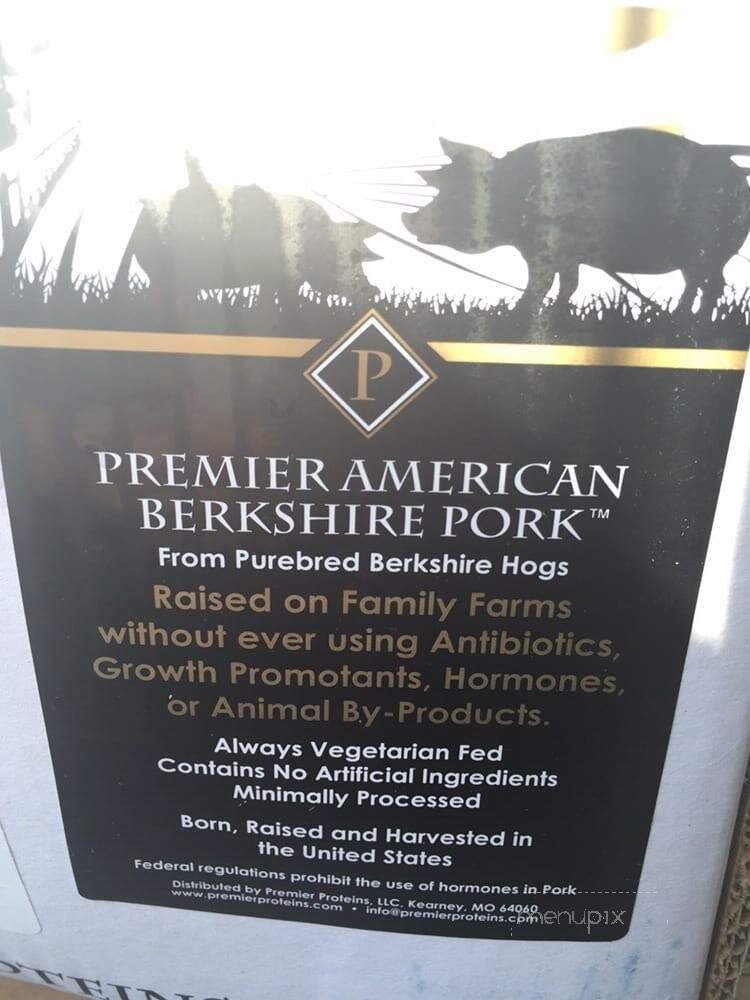 P
PREMIER AMERICAN
BERKSHIRE PORK™
From Purebred Berkshire Hogs
Raised on Family Farms
without ever using Antibiotics,
Growth Promotants, Hormones,
or Animal By-Products.
Always Vegetarian Fed
Contains No Artificial Ingredients
Minimally Processed
Born, Raised and Harvested in
the United States
Federal regulations prohibit the use of hormones in Pork
Distributed by Premier Proteins, LLC, Kearney, MO 64060
www.premierproteins.com • info@premierproteins.com
menupix